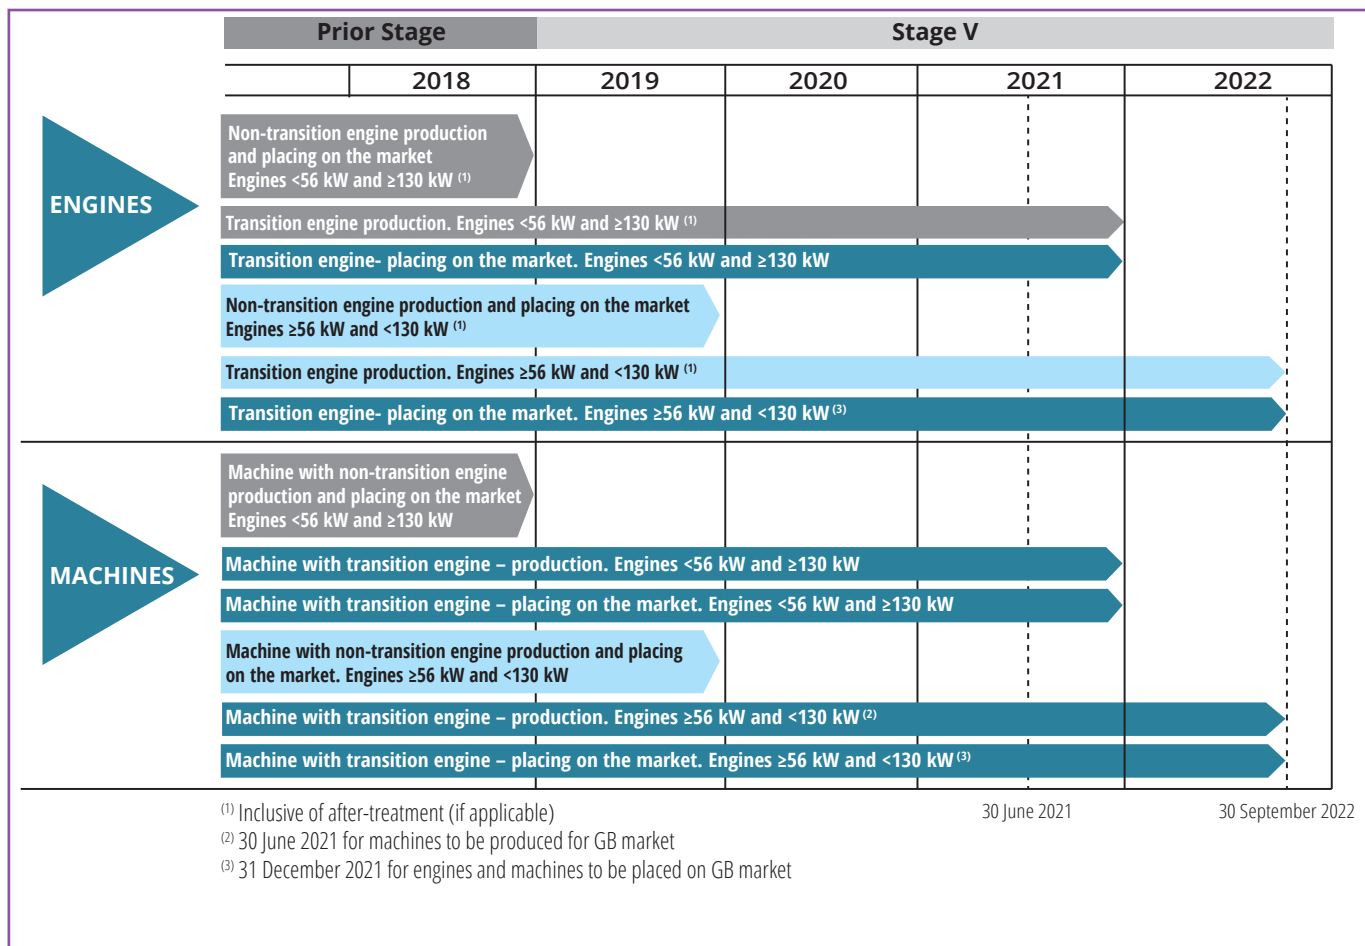 Prior Stage
Stage V
2018
2019
2020
2021
2022
ENGINES
Non-transition engine production
and placing on the market
Engines <56 kW and ≥130 kW (1)
Transition engine production. Engines <56 kW and ≥130 kW (1)
Transition engine- placing on the market. Engines <56 kW and ≥130 kW
Non-transition engine production and placing on the market
Engines ≥56 kW and <130 kW (1)
Transition engine production. Engines ≥56 kW and <130 kW (1)
Transition engine- placing on the market. Engines ≥56 kW and <130 kW (3)
MACHINES
Machine with non-transition engine
production and placing on the market
Engines <56 kW and ≥130 kW
Machine with transition engine – production. Engines <56 kW and ≥130 kW
Machine with transition engine – placing on the market. Engines <56 kW and ≥130 kW
Machine with non-transition engine production and placing
on the market. Engines ≥56 kW and <130 kW
Machine with transition engine – production. Engines ≥56 kW and <130 kW (2)
Machine with transition engine – placing on the market. Engines ≥56 kW and <130 kW (3)
30 June 2021
30 September 2022
(1) Inclusive of after-treatment (if applicable)
(2) 30 June 2021 for machines to be produced for GB market
(3) 31 December 2021 for engines and machines to be placed on GB market